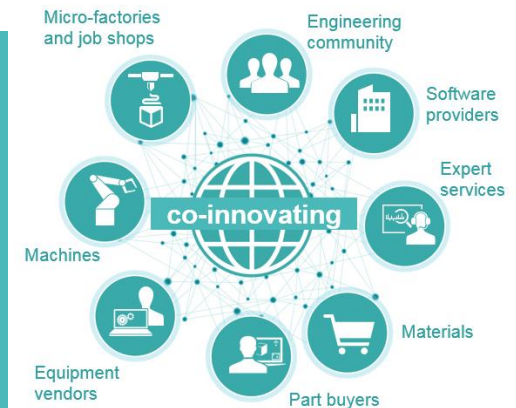 Micro-factories
and job shops
Engineering
community
Software
providers
Expert
services
co-innovating
Machines
Materials
Equipment
vendors
Part buyers